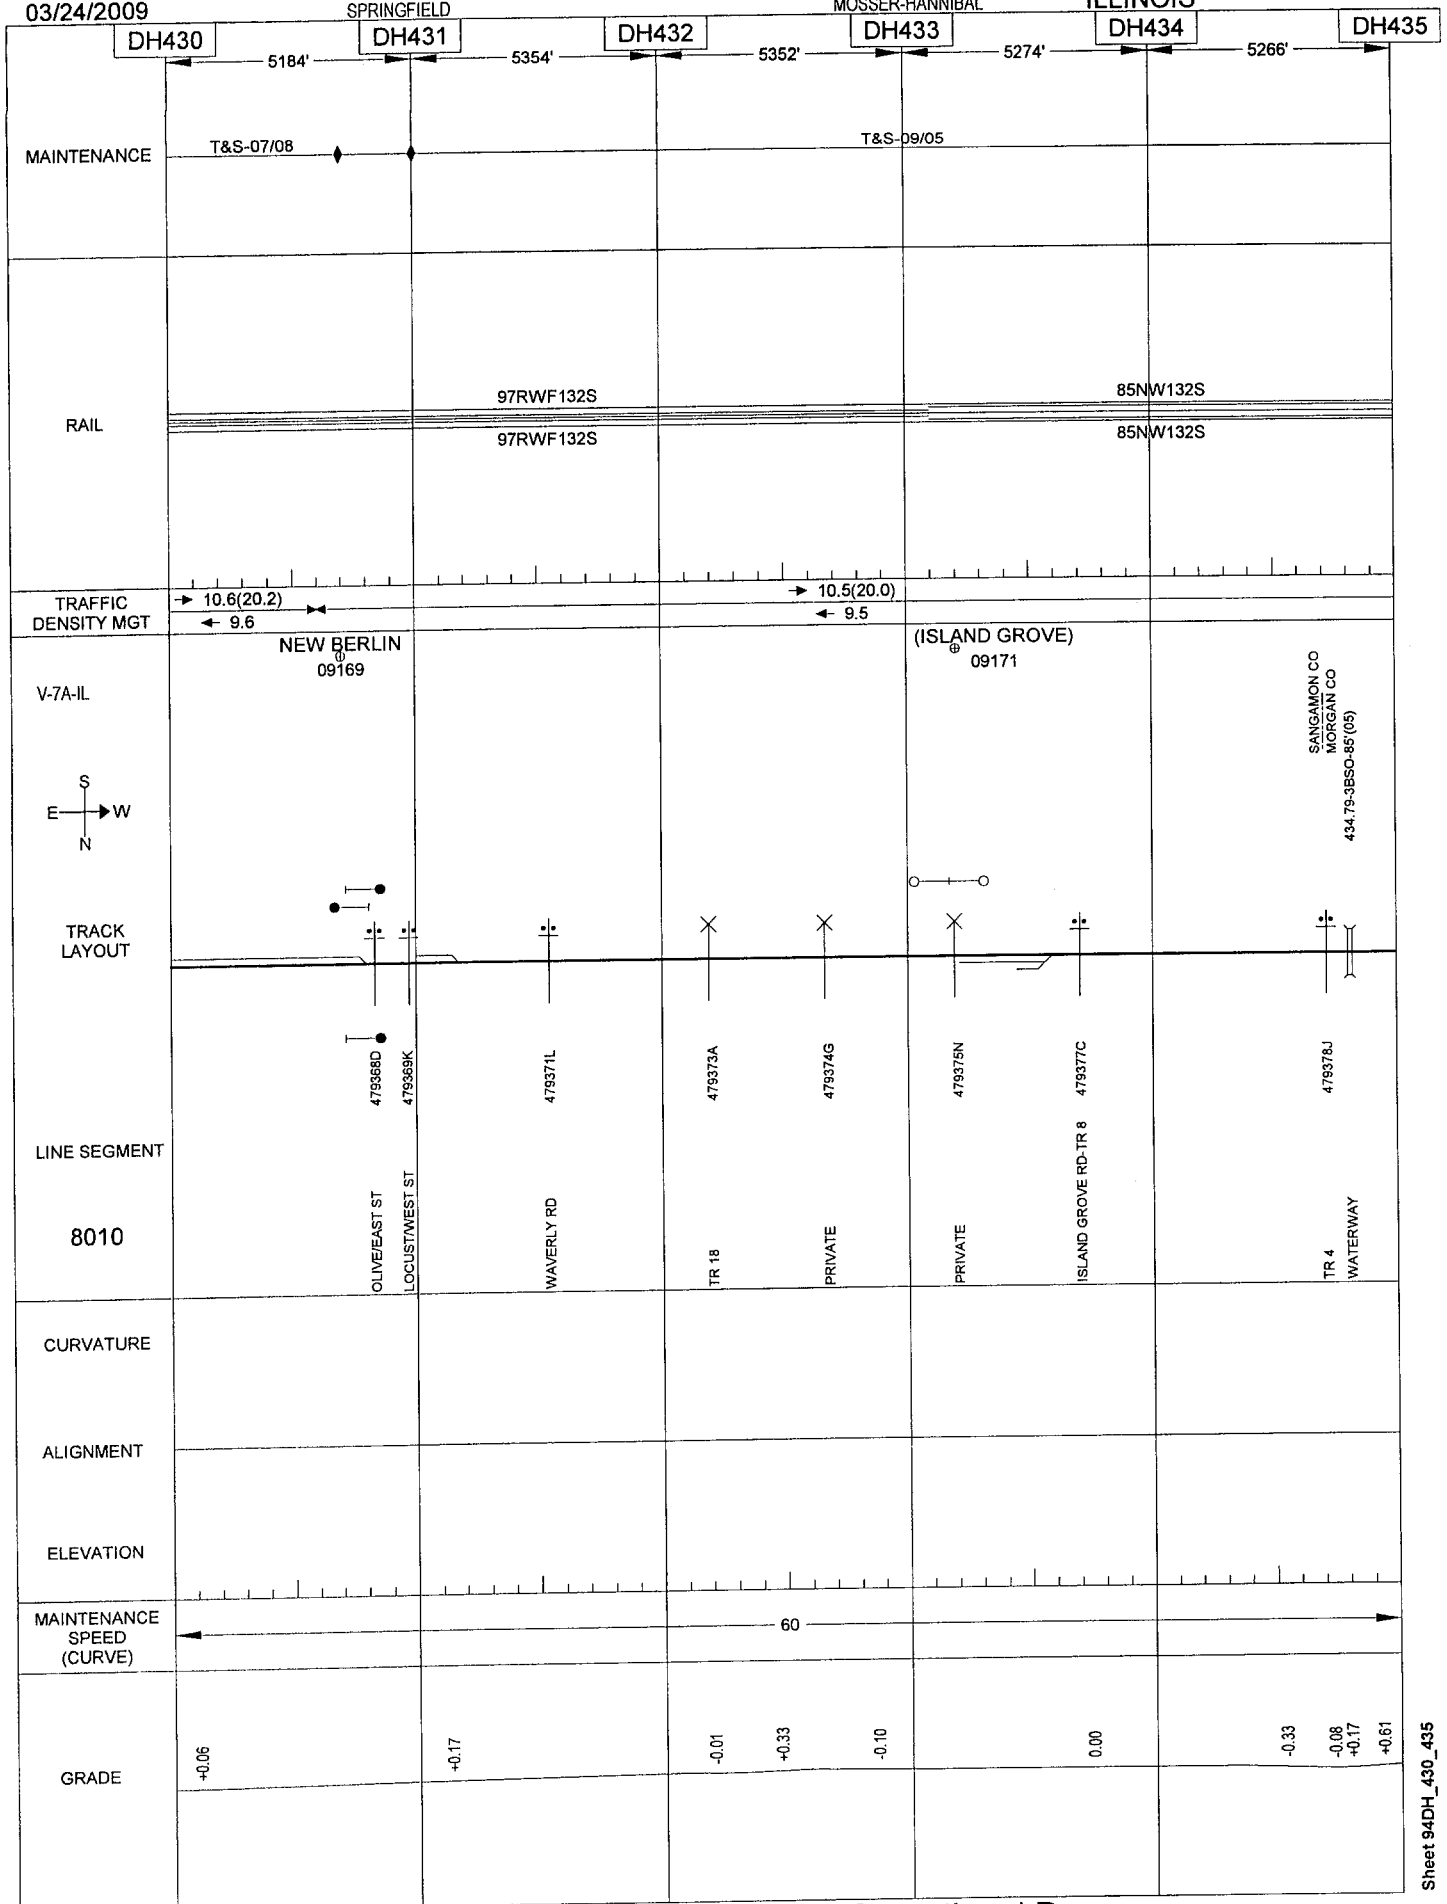 03/24/2009 SPRINGFIELD MOSSER-HANNIBAL ILLINOIS
DH430 DH431 DH432 DH433 DH434 DH435
5184' 5354' 5352' 5274' 5266'
MAINTENANCE T&S-07/08 T&S-09/05
97RWF132S 85NW132S
RAIL
97RWF132S 85NW132S
TRAFFIC DENSITY MGT
10.6(20.2) 10.5(20.0)
9.6 9.5
NEW BERLIN (ISLAND GROVE)
09169 09171
SANGAMON CO
MORGAN CO
434.79-3BSO-85'(05)
V-7A-IL
S
E W
N
TRACK
LAYOUT
479368D
479369K
479371L
479373A
479374G
479375N
479377C
479378J
LINE SEGMENT
8010
OLIVE/EAST ST
LOCUST/WEST ST
WAVERLY RD
TR 18
PRIVATE
PRIVATE
ISLAND GROVE RD-TR 8
TR 4
WATERWAY
CURVATURE
ALIGNMENT
ELEVATION
MAINTENANCE
SPEED
(CURVE)
60
GRADE
+0.06
+0.17
-0.01
+0.33
-0.10
0.00
-0.33
-0.08
+0.17
+0.61
Sheet 94DH_430_435